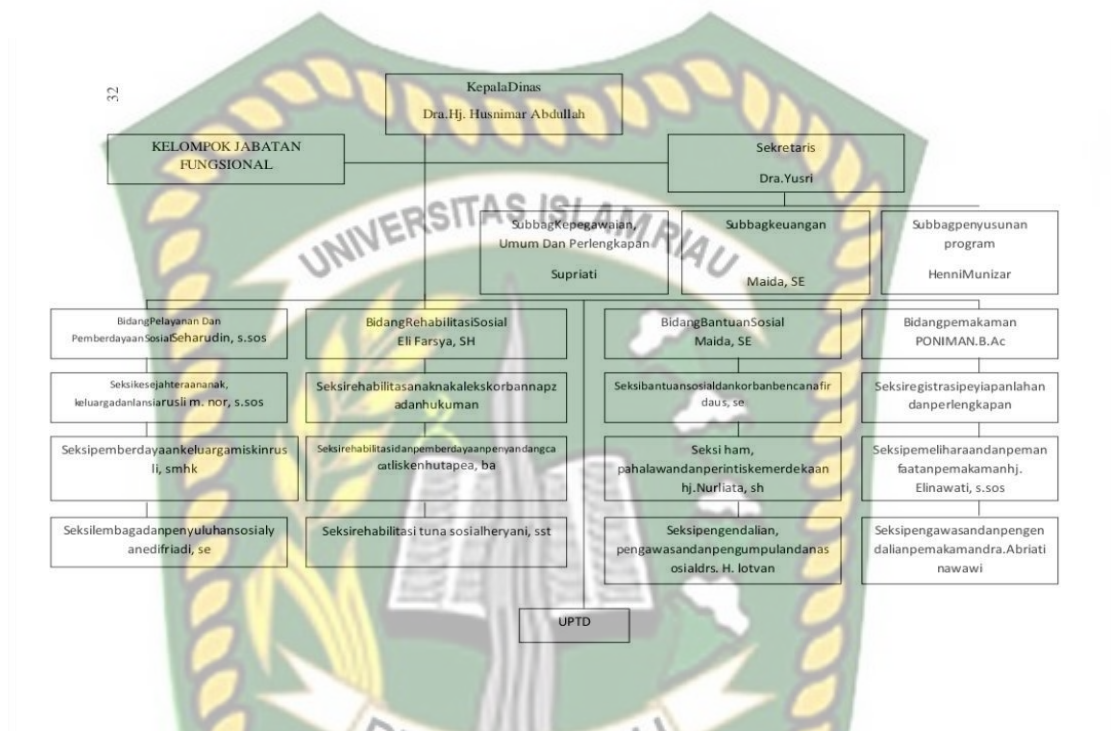 32
KepalaDinas
Dra.Hj. Husnimar Abdullah
KELOMPOK JABATAN
FUNGSIONAL
Sekretaris
Dra.Yusri
UNIVERSITAS ISLAM RIAU
SubbagKepegawaian,
Umum Dan Perlengkapan
Supriati
Subbagkeuangan
Maida, SE
Subbagpenyusunan
program
HenniMunizar
BidangPelayanan Dan
PemberdayaanSosialSeharudin, s.sos
BidangRehabilitasiSosial
Eli Farsya, SH
BidangBantuanSosial
Maida, SE
Bidangpemakaman
PONIMAN.B.Ac
Seksikesejahteraananak,
keluargadanlansiarusli m. nor, s.sos
Seksirehabilitasanaknakalekskorbannapz
adanhukuman
Seksibantuansosialdankorbanbencanafir
daus, se
Seksiregistrasipeyiapanlahan
danperlengkapan
Seksipemberdayaankeluargamiskinrus
li, smhk
Seksirehabilitasidanpemberdayaanpenyandangca
catliskenhutapea, ba
Seksi ham,
pahalawandanperintiskemerdekaan
hj.Nurliata, sh
Seksipemeliharaandanpeman
faatanpemakamanhj.
Elinawati, s.sos
Seksilembagadanpenyuluhansosialy
anedifriadi, se
Seksirehabilitasi tuna sosialheryani, sst
Seksipengendalian,
pengawasandanpengumpulandanas
osialdrs. H. lotvan
Seksipengawasandanpengen
dalianpemakamandra.Abriati
nawawi
UPTD